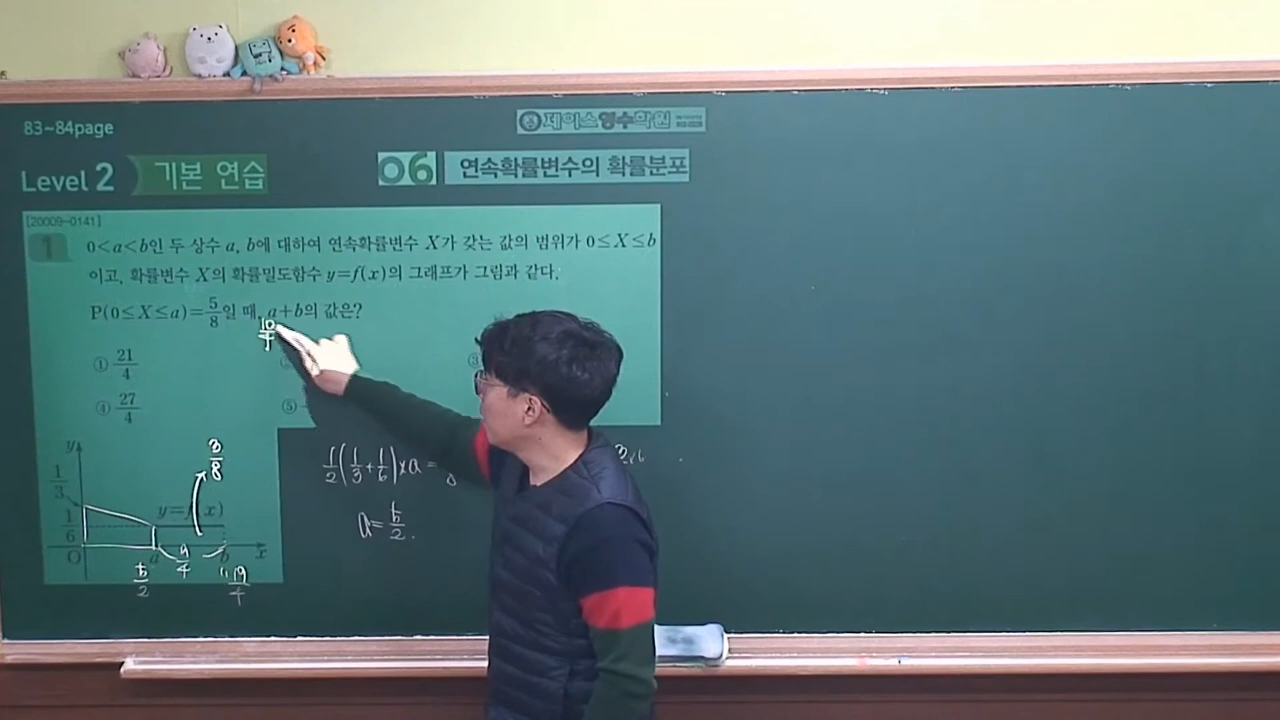 83~84page
제이스영수학원
Level 2 기본 연습
06 연속확률변수의 확률분포
[20009-0141]
1 0<a<b인 두 상수 a, b에 대하여 연속확률변수 X가 갖는 값의 범위가 0≤X≤b
이고, 확률변수 X의 확률밀도함수 y=f(x)의 그래프가 그림과 같다.
P(0≤X≤a)=5/8일 때, a+b의 값은?
10/4
① 21/4 ② ③
④ 27/4 ⑤
y
3/8
1/3
1/2(1/3+1/6)×a=
y=f(x)
1/6
a=5/2.
O a 9/4 b x
5/2 19/4